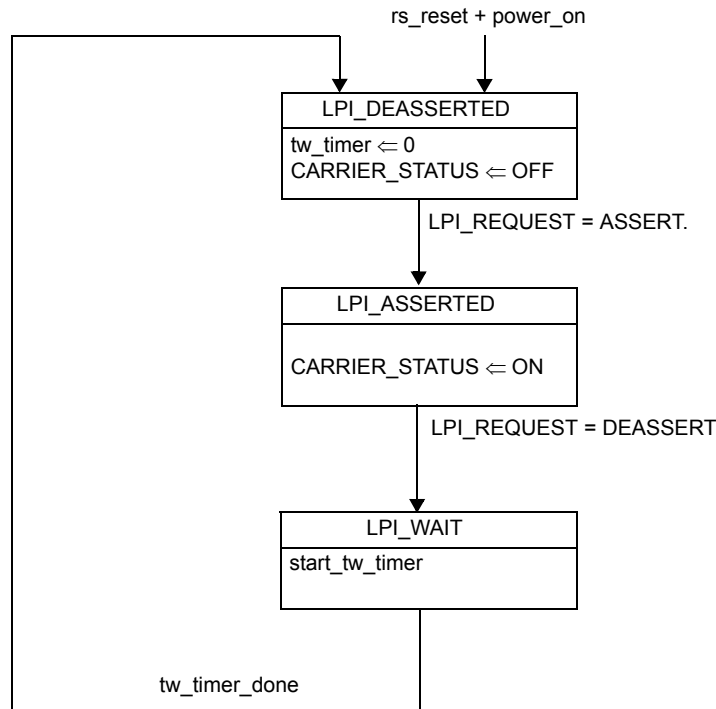 rs_reset + power_on
LPI_DEASSERTED
tw_timer ⇐ 0
CARRIER_STATUS ⇐ OFF
LPI_REQUEST = ASSERT.
LPI_ASSERTED
CARRIER_STATUS ⇐ ON
LPI_REQUEST = DEASSERT
LPI_WAIT
start_tw_timer
tw_timer_done